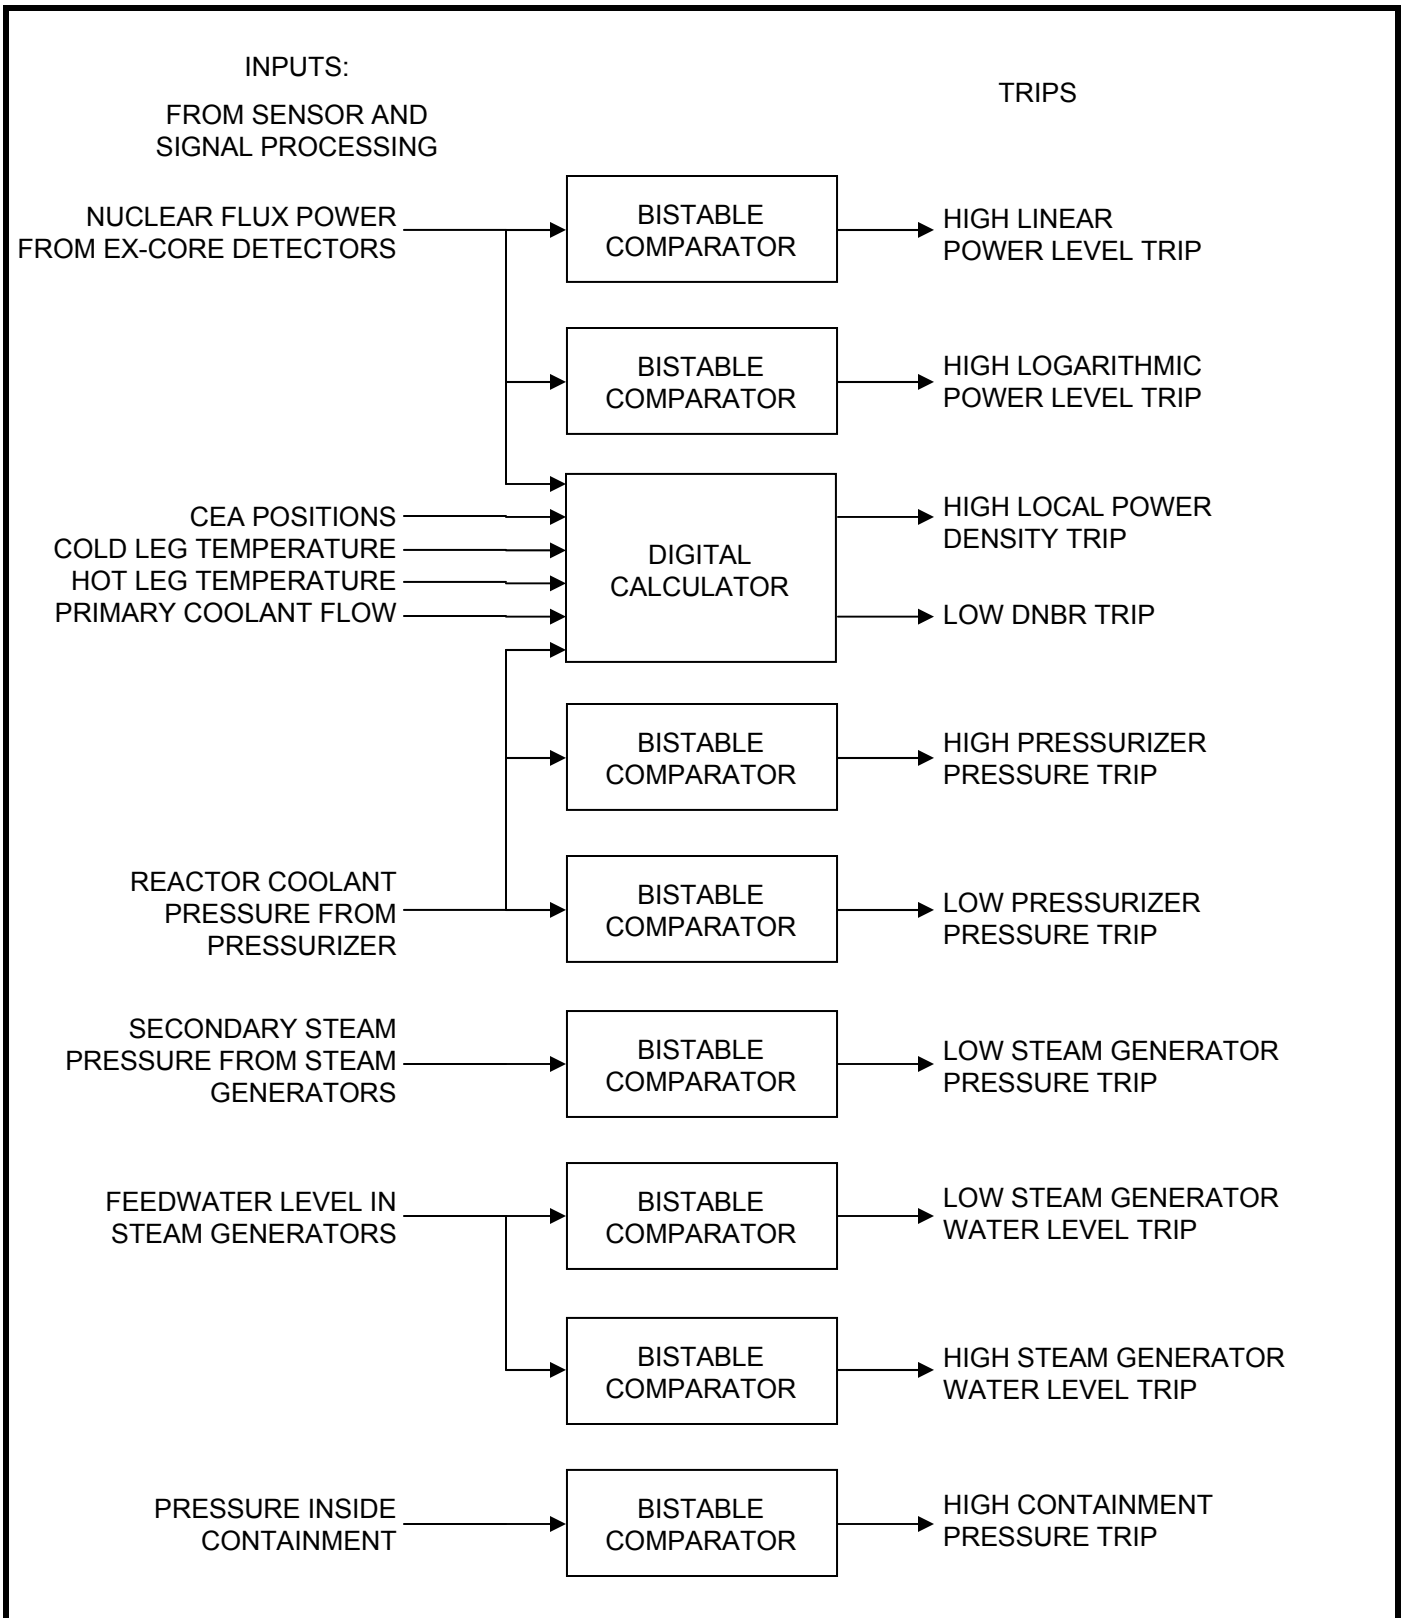 INPUTS:
FROM SENSOR AND
SIGNAL PROCESSING
TRIPS
NUCLEAR FLUX POWER
FROM EX-CORE DETECTORS
BISTABLE
COMPARATOR
HIGH LINEAR
POWER LEVEL TRIP
BISTABLE
COMPARATOR
HIGH LOGARITHMIC
POWER LEVEL TRIP
CEA POSITIONS
COLD LEG TEMPERATURE
HOT LEG TEMPERATURE
PRIMARY COOLANT FLOW
DIGITAL
CALCULATOR
HIGH LOCAL POWER
DENSITY TRIP
LOW DNBR TRIP
BISTABLE
COMPARATOR
HIGH PRESSURIZER
PRESSURE TRIP
REACTOR COOLANT
PRESSURE FROM
PRESSURIZER
BISTABLE
COMPARATOR
LOW PRESSURIZER
PRESSURE TRIP
SECONDARY STEAM
PRESSURE FROM STEAM
GENERATORS
BISTABLE
COMPARATOR
LOW STEAM GENERATOR
PRESSURE TRIP
FEEDWATER LEVEL IN
STEAM GENERATORS
BISTABLE
COMPARATOR
LOW STEAM GENERATOR
WATER LEVEL TRIP
BISTABLE
COMPARATOR
HIGH STEAM GENERATOR
WATER LEVEL TRIP
PRESSURE INSIDE
CONTAINMENT
BISTABLE
COMPARATOR
HIGH CONTAINMENT
PRESSURE TRIP